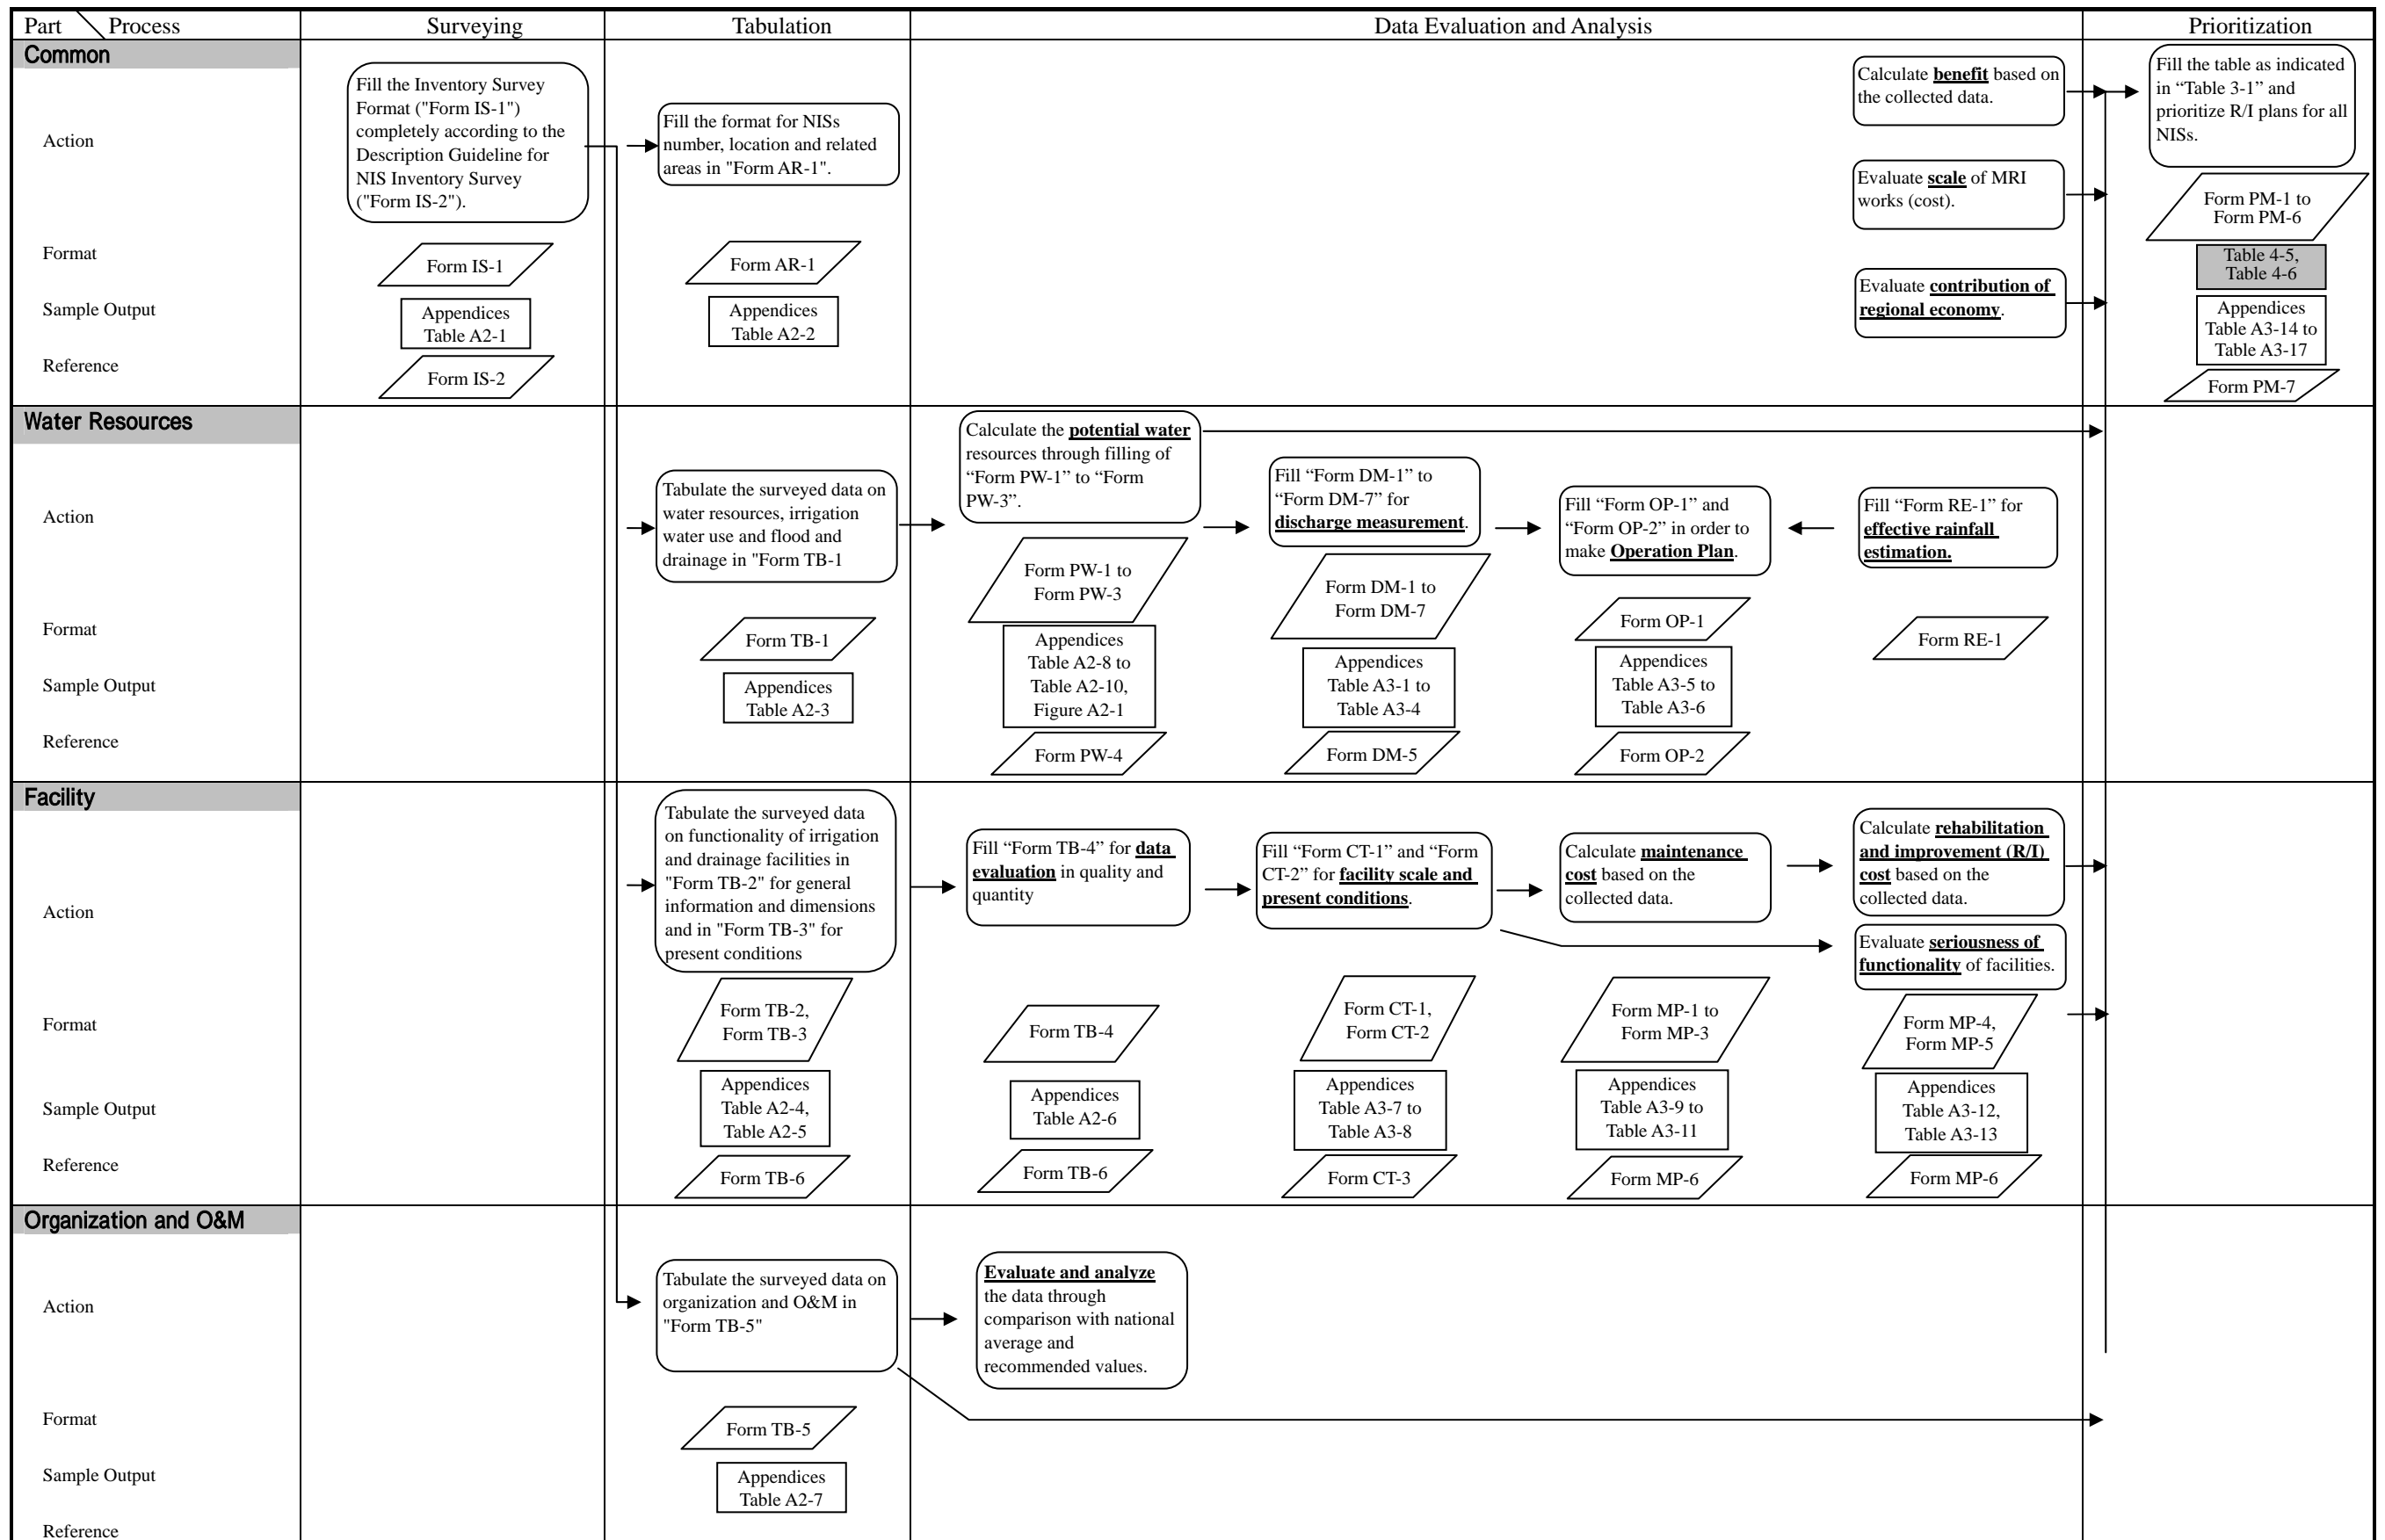 Part Process
Surveying
Tabulation
Data Evaluation and Analysis
Prioritization
Common
Action
Format
Sample Output
Reference
Fill the Inventory Survey
Format ("Form IS-1")
completely according to the
Description Guideline for
NIS Inventory Survey
("Form IS-2").
Form IS-1
Appendices
Table A2-1
Form IS-2
Fill the format for NISs
number, location and related
areas in "Form AR-1".
Form AR-1
Appendices
Table A2-2
Calculate benefit based on
the collected data.
Evaluate scale of MRI
works (cost).
Evaluate contribution of
regional economy.
Fill the table as indicated
in “Table 3-1” and
prioritize R/I plans for all
NISs.
Form PM-1 to
Form PM-6
Table 4-5,
Table 4-6
Appendices
Table A3-14 to
Table A3-17
Form PM-7
Water Resources
Action
Format
Sample Output
Reference
Tabulate the surveyed data on
water resources, irrigation
water use and flood and
drainage in "Form TB-1
Form TB-1
Appendices
Table A2-3
Calculate the potential water
resources through filling of
“Form PW-1” to “Form
PW-3”.
Form PW-1 to
Form PW-3
Appendices
Table A2-8 to
Table A2-10,
Figure A2-1
Form PW-4
Fill “Form DM-1” to
“Form DM-7” for
discharge measurement.
Form DM-1 to
Form DM-7
Appendices
Table A3-1 to
Table A3-4
Form DM-5
Fill “Form OP-1” and
“Form OP-2” in order to
make Operation Plan.
Form OP-1
Appendices
Table A3-5 to
Table A3-6
Form OP-2
Fill “Form RE-1” for
effective rainfall
estimation.
Form RE-1
Facility
Action
Format
Sample Output
Reference
Tabulate the surveyed data
on functionality of irrigation
and drainage facilities in
"Form TB-2" for general
information and dimensions
and in "Form TB-3" for
present conditions
Form TB-2,
Form TB-3
Appendices
Table A2-4,
Table A2-5
Form TB-6
Fill “Form TB-4” for data
evaluation in quality and
quantity
Form TB-4
Appendices
Table A2-6
Form TB-6
Fill “Form CT-1” and “Form
CT-2” for facility scale and
present conditions.
Form CT-1,
Form CT-2
Appendices
Table A3-7 to
Table A3-8
Form CT-3
Calculate maintenance
cost based on the
collected data.
Form MP-1 to
Form MP-3
Appendices
Table A3-9 to
Table A3-11
Form MP-6
Calculate rehabilitation
and improvement (R/I)
cost based on the
collected data.
Evaluate seriousness of
functionality of facilities.
Form MP-4,
Form MP-5
Appendices
Table A3-12,
Table A3-13
Form MP-6
Organization and O&M
Action
Format
Sample Output
Reference
Tabulate the surveyed data on
organization and O&M in
"Form TB-5"
Form TB-5
Appendices
Table A2-7
Evaluate and analyze
the data through
comparison with national
average and
recommended values.